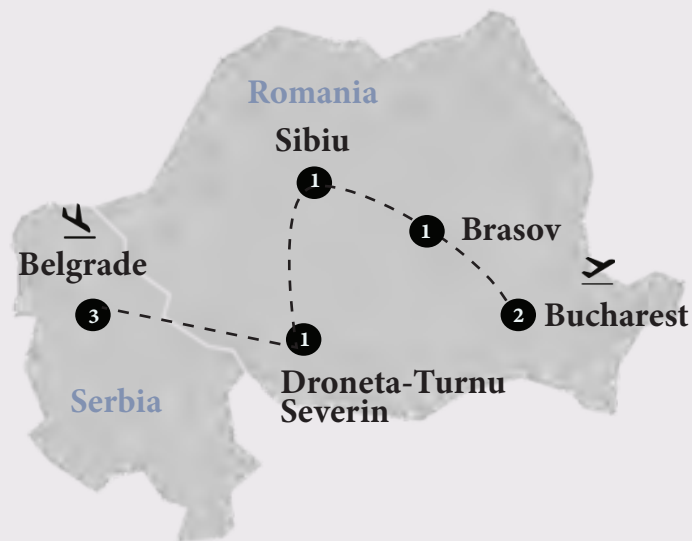 Romania
Sibiu
1
1
Brasov
Belgrade
3
2
Bucharest
1
Droneta-Turnu
Severin
Serbia